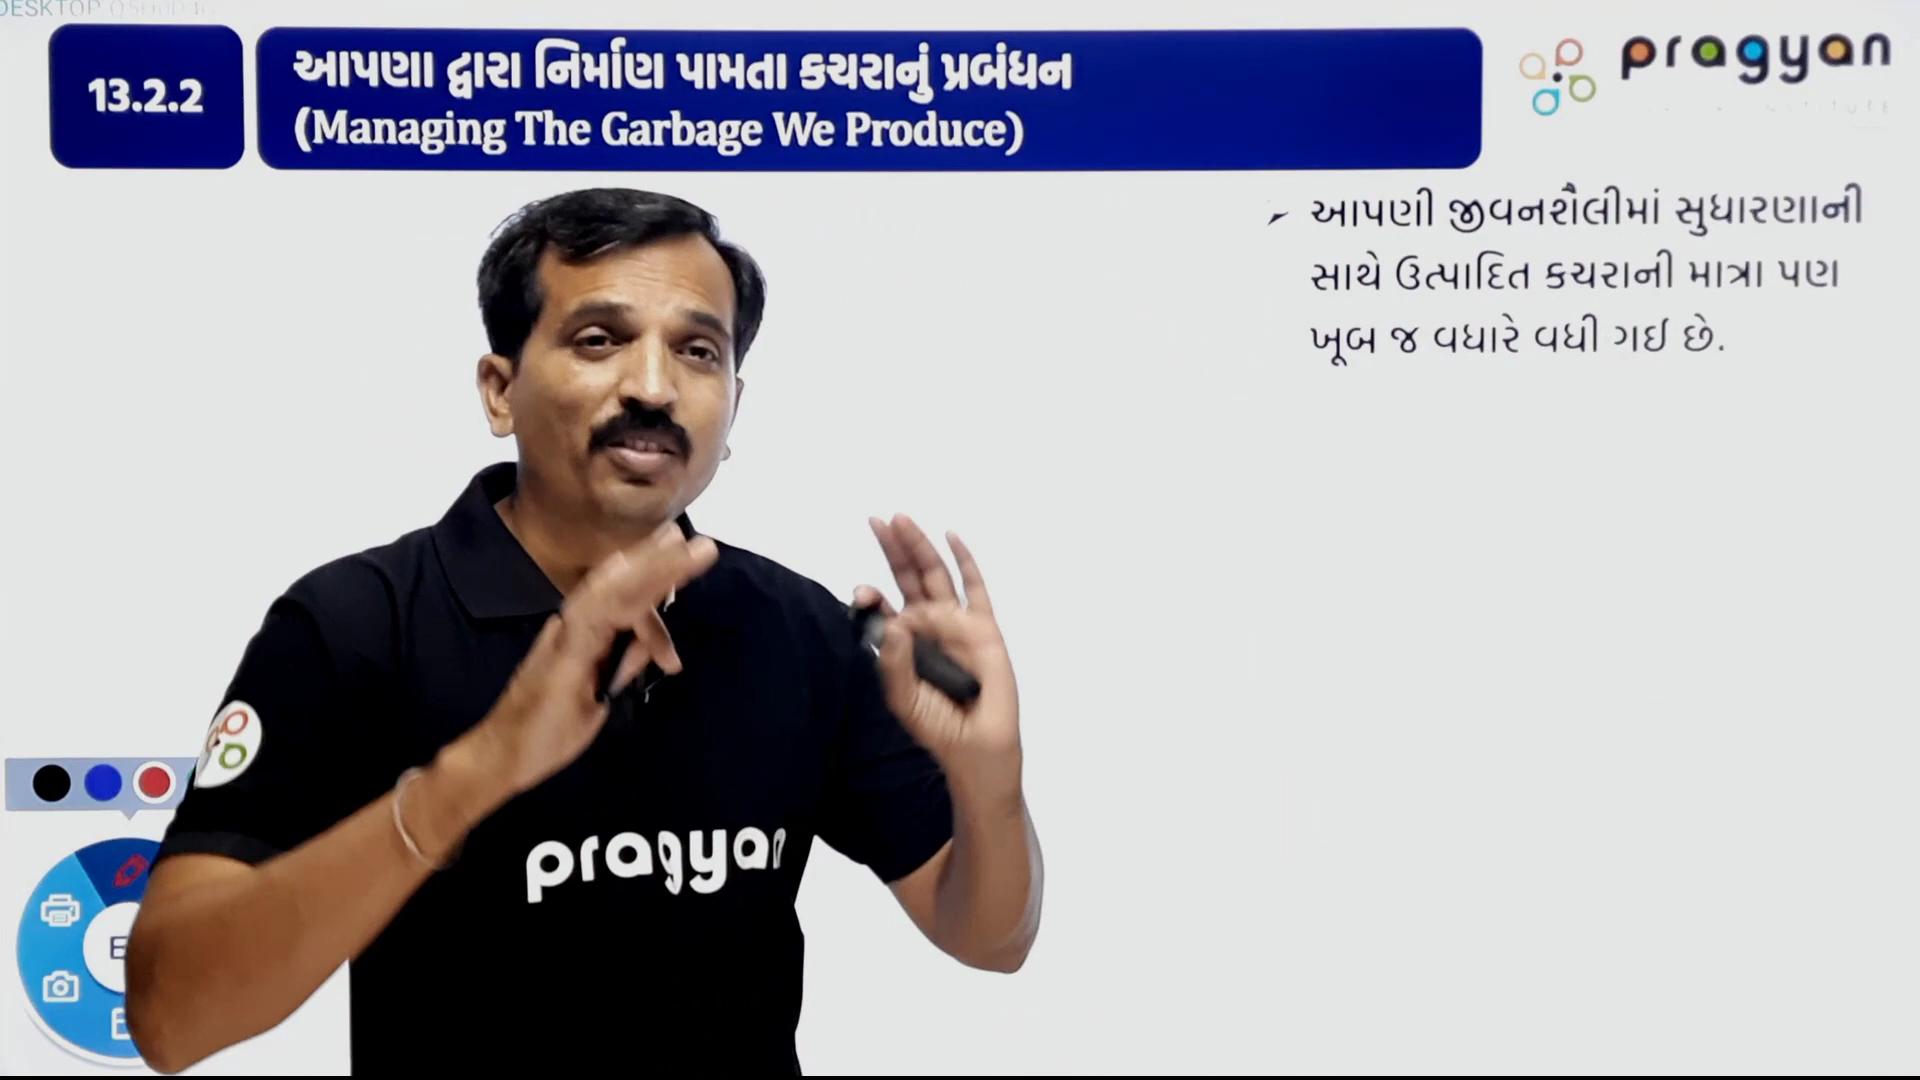 13.2.2
આપણા દ્વારા નિર્માણ પામતા કચરાનું પ્રબંધન
(Managing The Garbage We Produce)
pragyan
➢ આપણી જીવનશૈલીમાં સુધારણાની
સાથે ઉત્પાદિત કચરાની માત્રા પણ
ખૂબ જ વધારે વધી ગઈ છે.
pragyan